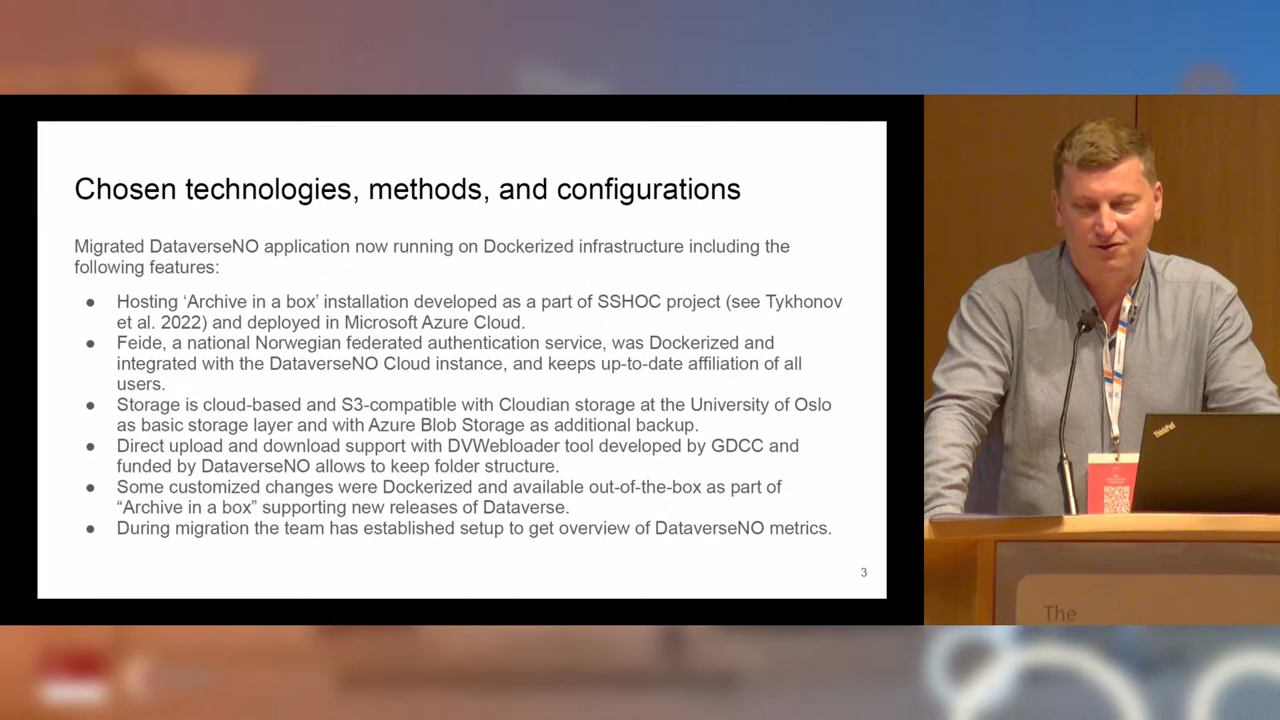 Chosen technologies, methods, and configurations
Migrated DataverseNO application now running on Dockerized infrastructure including the
following features:
● Hosting ‘Archive in a box’ installation developed as a part of SSHOC project (see Tykhonov
et al. 2022) and deployed in Microsoft Azure Cloud.
● Feide, a national Norwegian federated authentication service, was Dockerized and
integrated with the DataverseNO Cloud instance, and keeps up-to-date affiliation of all
users.
● Storage is cloud-based and S3-compatible with Cloudian storage at the University of Oslo
as basic storage layer and with Azure Blob Storage as additional backup.
● Direct upload and download support with DVWebloader tool developed by GDCC and
funded by DataverseNO allows to keep folder structure.
● Some customized changes were Dockerized and available out-of-the-box as part of
“Archive in a box” supporting new releases of Dataverse.
● During migration the team has established setup to get overview of DataverseNO metrics.
3
ThinkPad
The